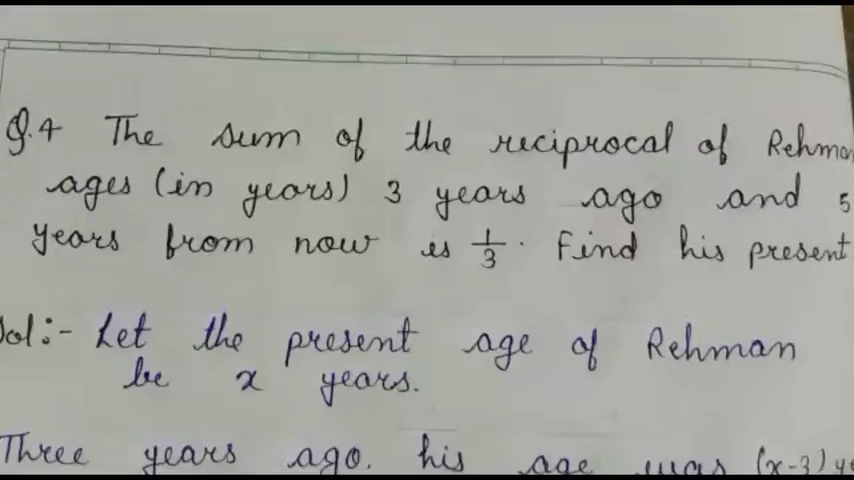 Q.4 The sum of the reciprocal of Rehman
ages (in years) 3 years ago and 5
years from now is 1/3. Find his present
Sol:- Let the present age of Rehman
be x years.
Three years ago. his age was (x-3) ye